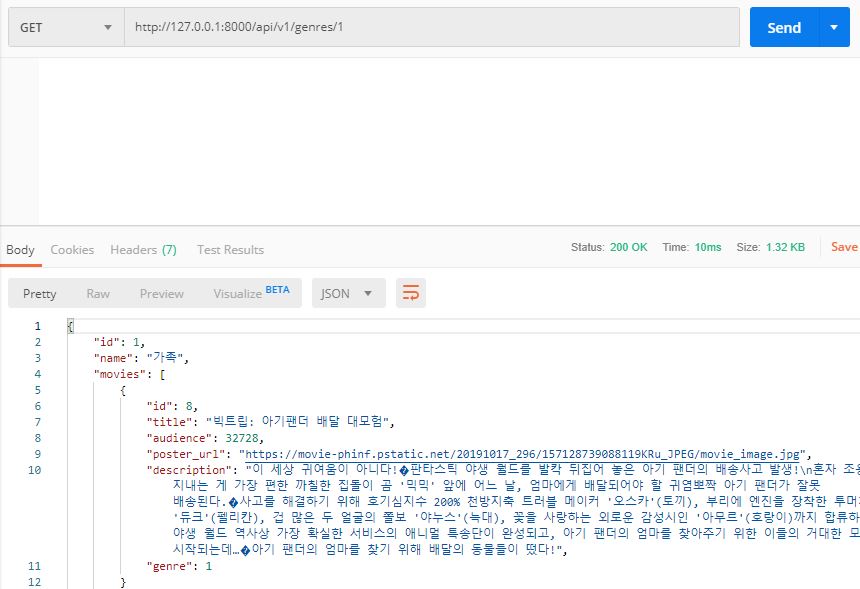 GET http://127.0.0.1:8000/api/v1/genres/1 Send
Body Cookies Headers (7) Test Results Status: 200 OK Time: 10ms Size: 1.32 KB Save
Pretty Raw Preview Visualize BETA JSON
1 {
2 "id": 1,
3 "name": "가족",
4 "movies": [
5 {
6 "id": 8,
7 "title": "빅트립: 아기팬더 배달 대모험",
8 "audience": 32728,
9 "poster_url": "https://movie-phinf.pstatic.net/20191017_296/157128739088119KRu_JPEG/movie_image.jpg",
10 "description": "이 세상 귀여움이 아니다!�판타스틱 야생 월드를 발칵 뒤집어 놓은 아기 팬더의 배송사고 발생!\n혼자 조용
지내는 게 가장 편한 까칠한 집돌이 곰 '믹믹' 앞에 어느 날, 엄마에게 배달되어야 할 귀염뽀짝 아기 팬더가 잘못
배송된다.�사고를 해결하기 위해 호기심지수 200% 천방지축 트러블 메이커 '오스카'(토끼), 부리에 엔진을 장착한 투머치
'듀크'(펠리칸), 겁 많은 두 얼굴의 쫄보 '야누스'(늑대), 꽃을 사랑하는 외로운 감성시인 '아무르'(호랑이)까지 합류하
야생 월드 역사상 가장 확실한 서비스의 애니멀 특송단이 완성되고, 아기 팬더의 엄마를 찾아주기 위한 이들의 거대한 모
시작되는데…�아기 팬더의 엄마를 찾기 위해 배달의 동물들이 떴다!",
11 "genre": 1
12 }